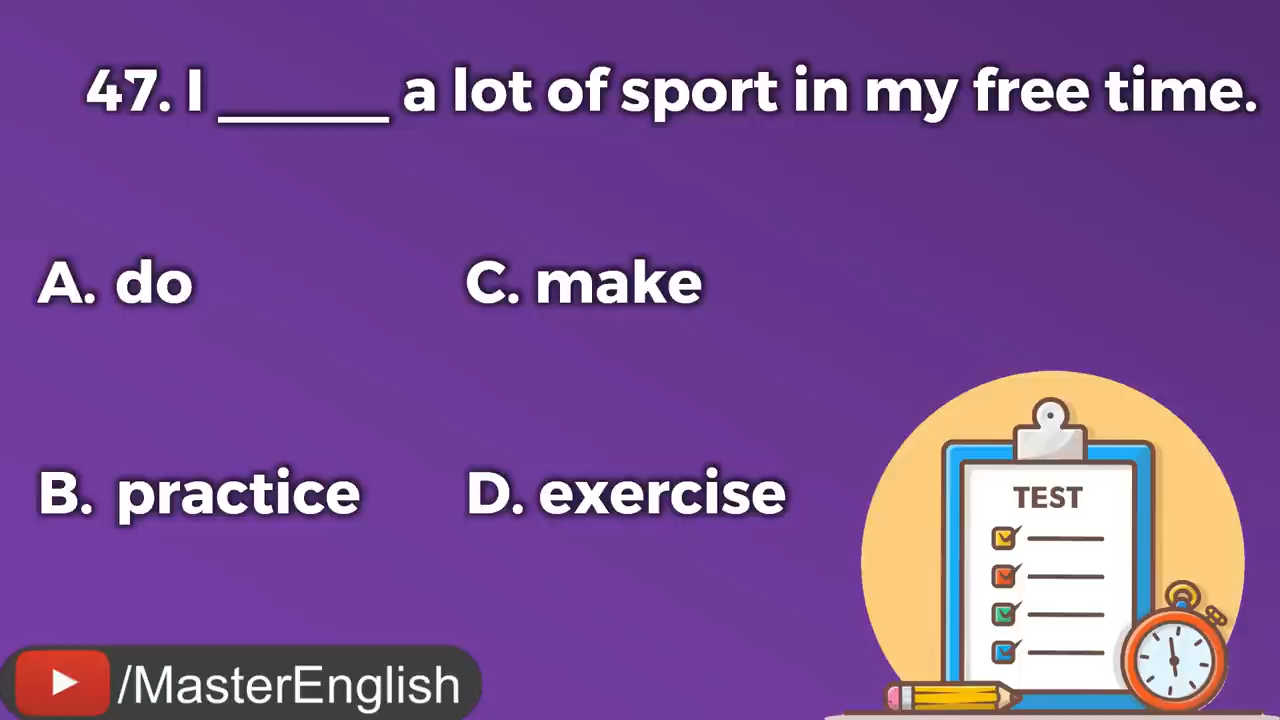 47. I ______ a lot of sport in my free time.
A. do
C. make
B. practice
D. exercise
TEST
/MasterEnglish